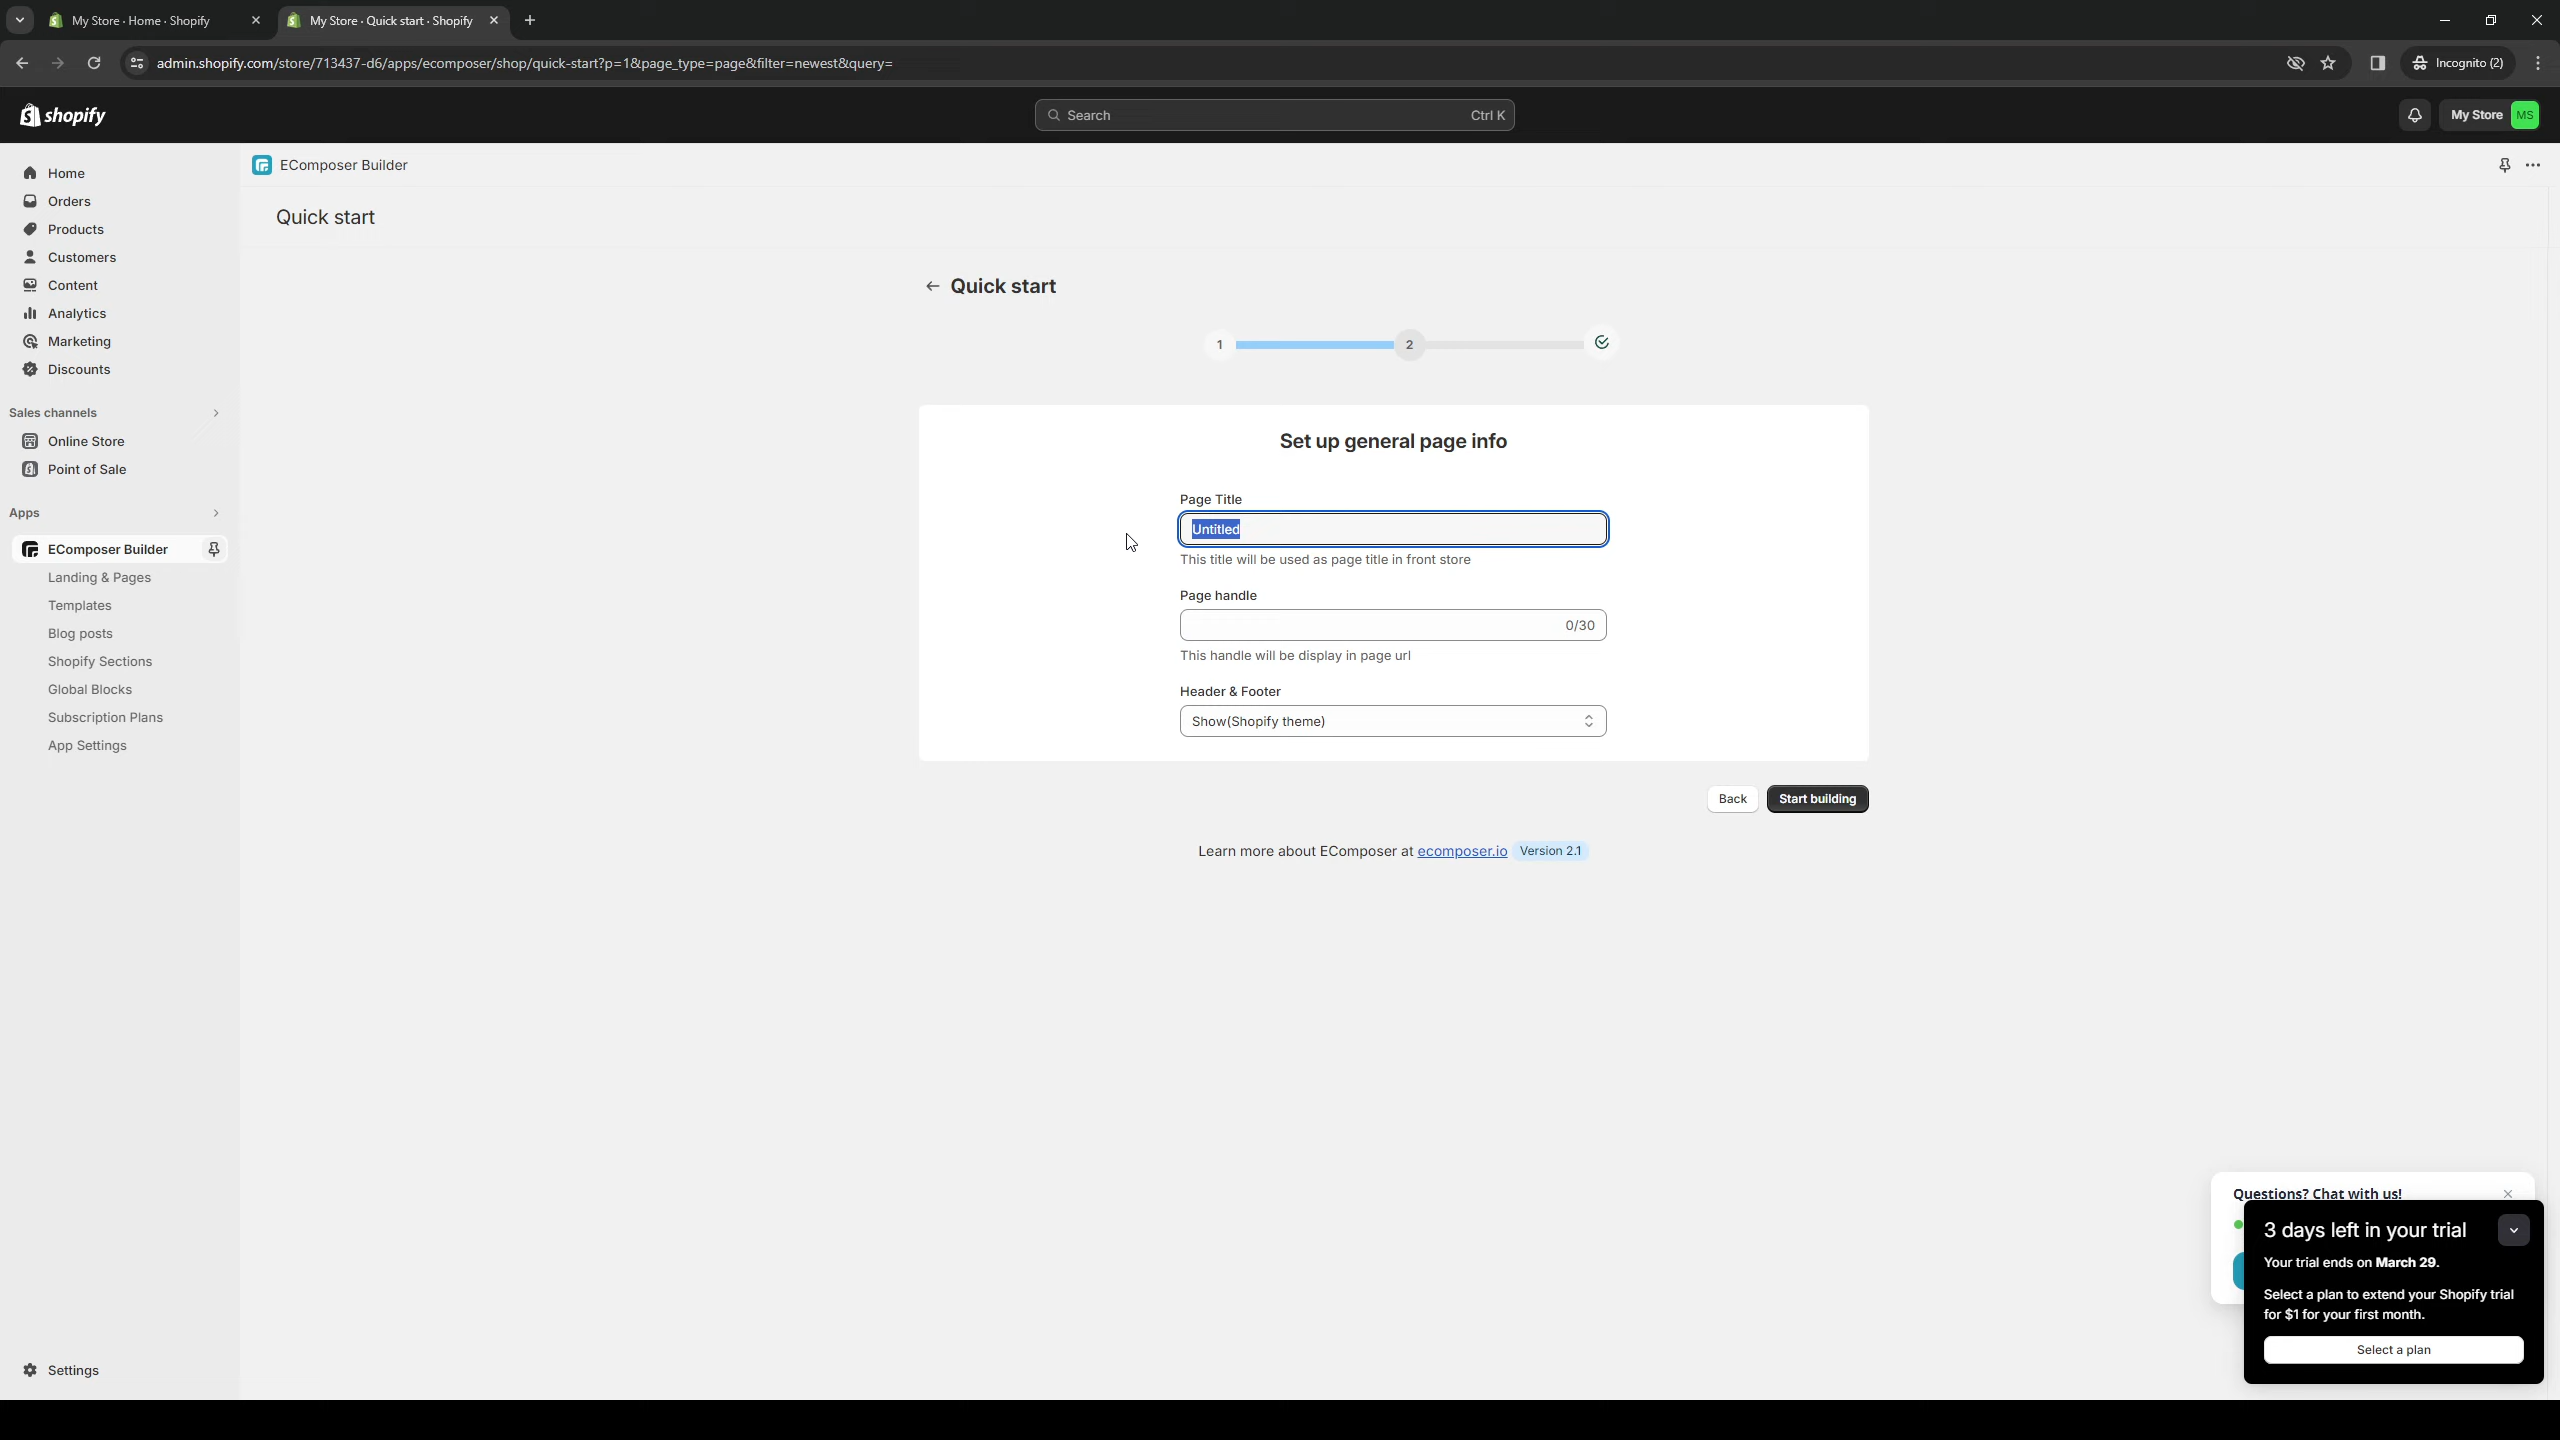 My Store · Home · Shopify
My Store · Quick start · Shopify
admin.shopify.com/store/713437-d6/apps/ecomposer/shop/quick-start?p=1&page_type=page&filter=newest&query=
Incognito (2)
shopify
Search
Ctrl K
My Store
MS
Home
Orders
Products
Customers
Content
Analytics
Marketing
Discounts
Sales channels
Online Store
Point of Sale
Apps
EComposer Builder
Landing & Pages
Templates
Blog posts
Shopify Sections
Global Blocks
Subscription Plans
App Settings
Settings
EComposer Builder
Quick start
Quick start
1
2
Set up general page info
Page Title
Untitled
This title will be used as page title in front store
Page handle
0/30
This handle will be display in page url
Header & Footer
Show(Shopify theme)
Back
Start building
Learn more about EComposer at ecomposer.io Version 2.1
Questions? Chat with us!
3 days left in your trial
Your trial ends on March 29.
Select a plan to extend your Shopify trial
for $1 for your first month.
Select a plan